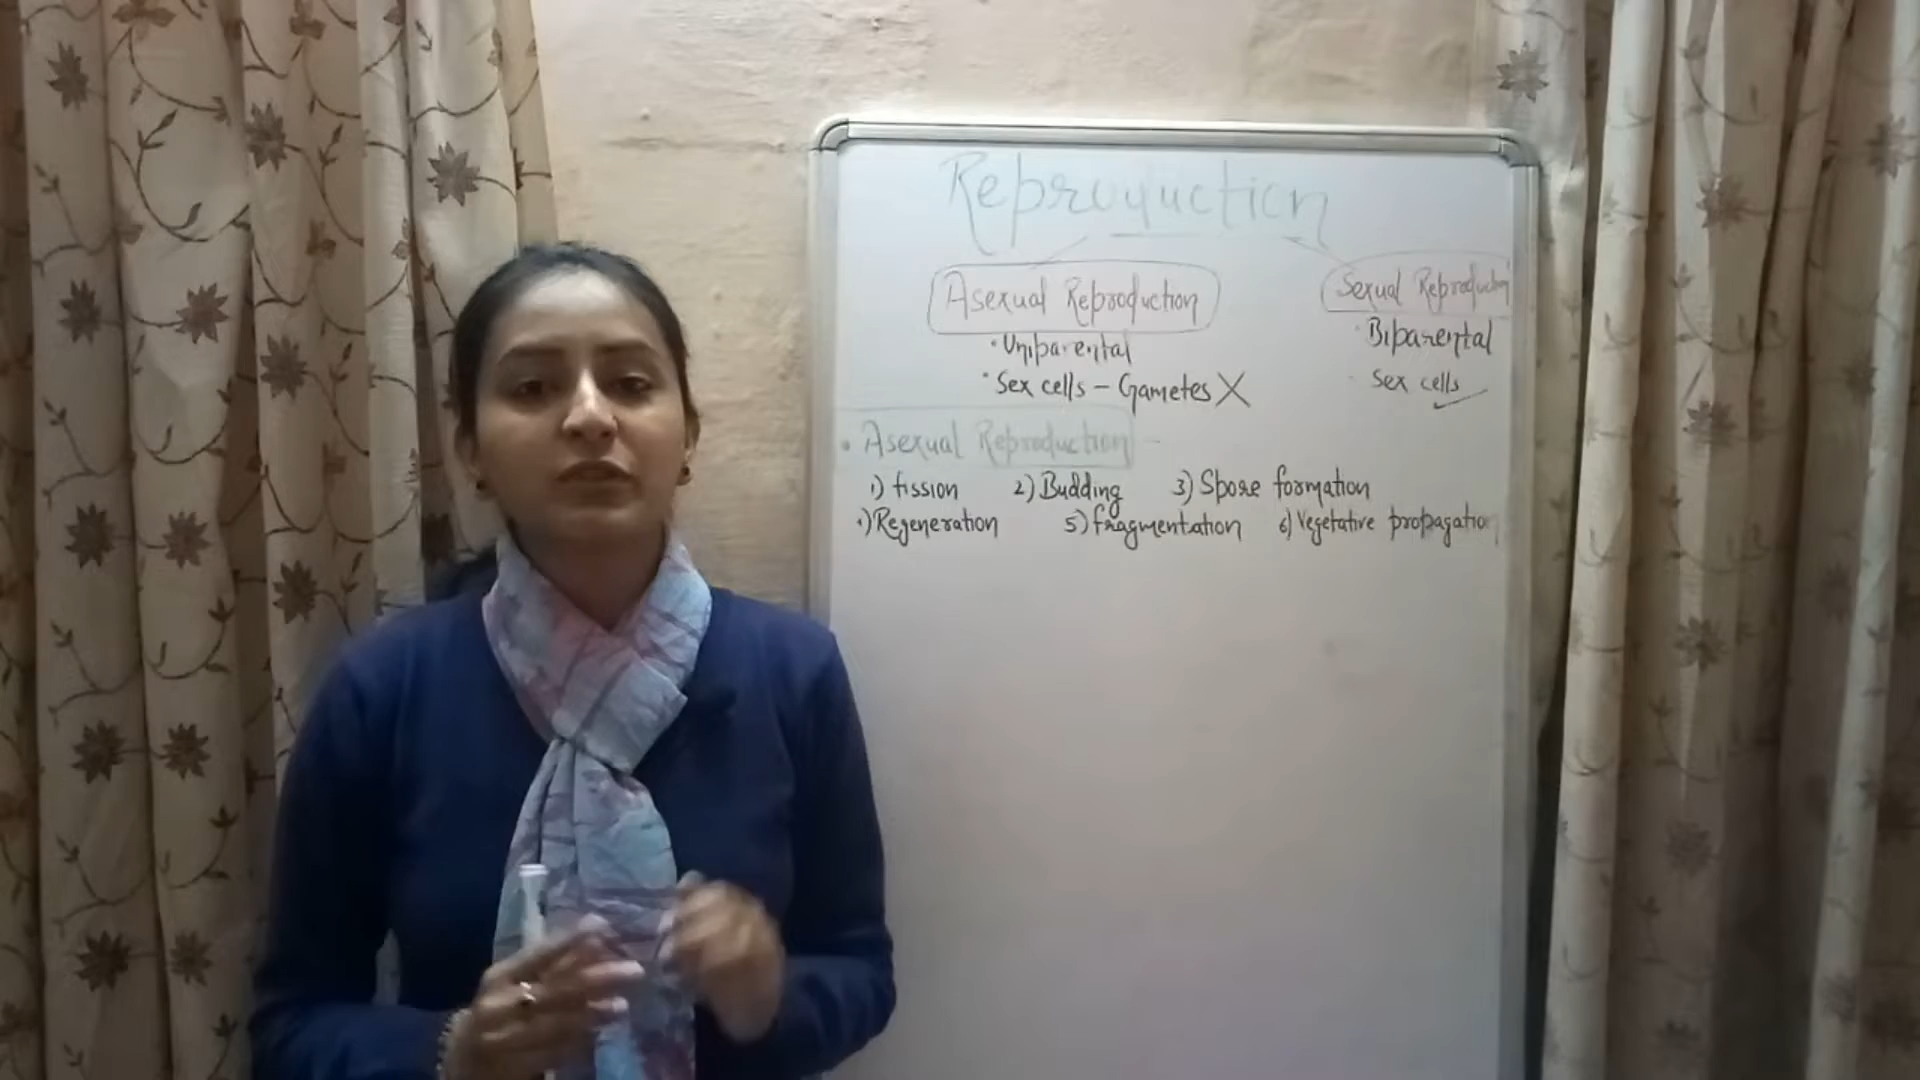 Reproduction
Asexual Reproduction Sexual Reproduction
• Uniparental • Biparental
• Sex cells – Gametes X • Sex cells ✓
• Asexual Reproduction –
1) fission 2) Budding 3) Spore formation
4) Regeneration 5) fragmentation 6) Vegetative propagation